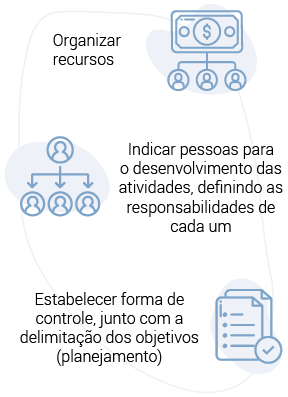 Organizar
recursos
Indicar pessoas para
o desenvolvimento das
atividades, definindo as
responsabilidades de
cada um
Estabelecer forma de
controle, junto com a
delimitação dos objetivos
(planejamento)